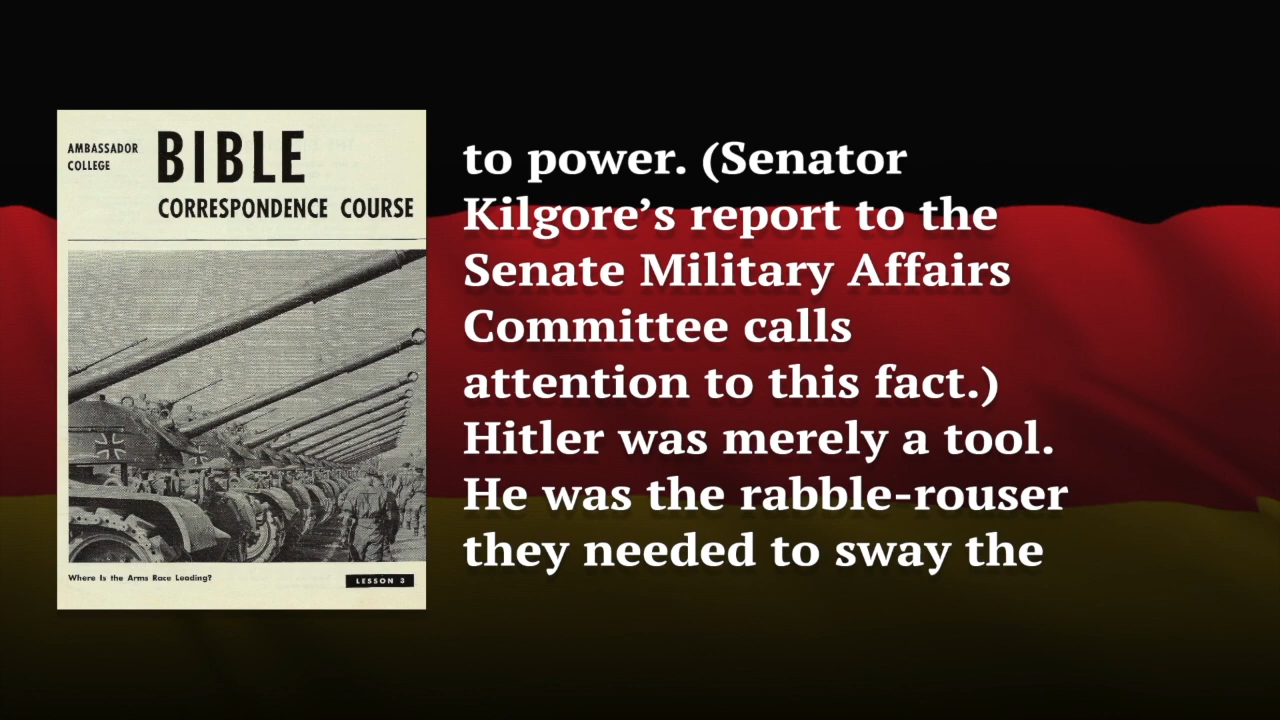 AMBASSADOR
COLLEGE
BIBLE
CORRESPONDENCE COURSE
Where Is the Arms Race Leading?
LESSON 3
to power. (Senator
Kilgore’s report to the
Senate Military Affairs
Committee calls
attention to this fact.)
Hitler was merely a tool.
He was the rabble-rouser
they needed to sway the